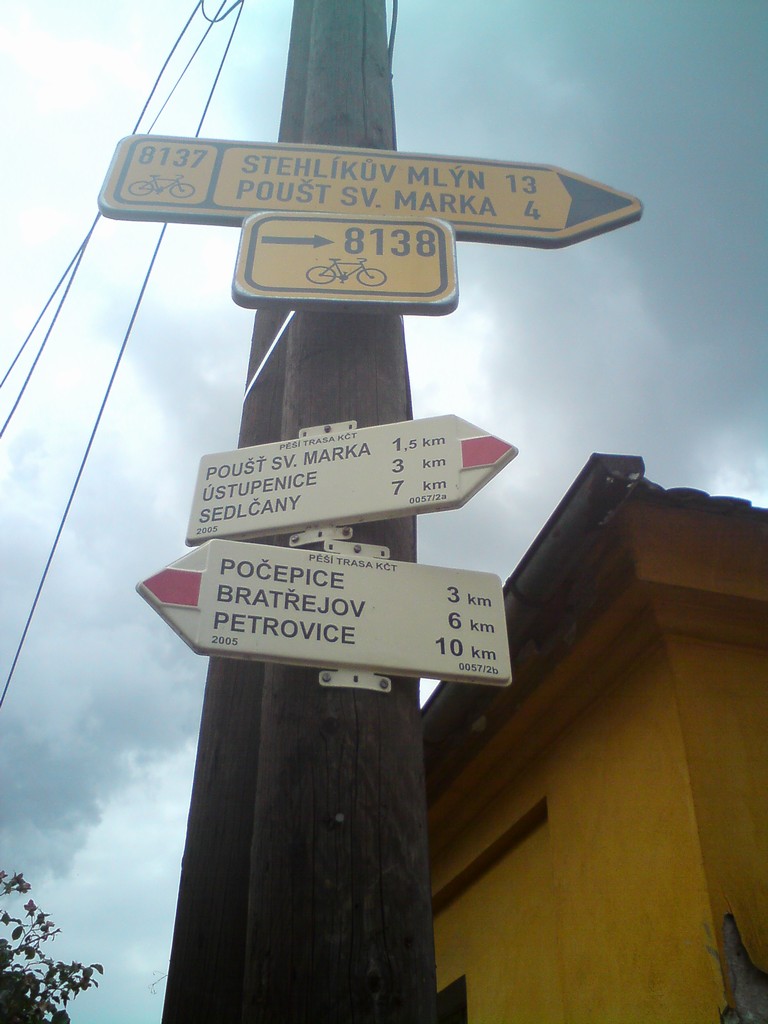 8137
STEHLÍKŮV MLÝN 13
POUŠT SV. MARKA 4
8138
PĚŠÍ TRASA KČT
POUŠŤ SV. MARKA 1,5 km
ÚSTUPENICE 3 km
SEDLČANY 7 km
2005 0057/2a
PĚŠÍ TRASA KČT
POČEPICE 3 km
BRATŘEJOV 6 km
PETROVICE 10 km
2005 0057/2b